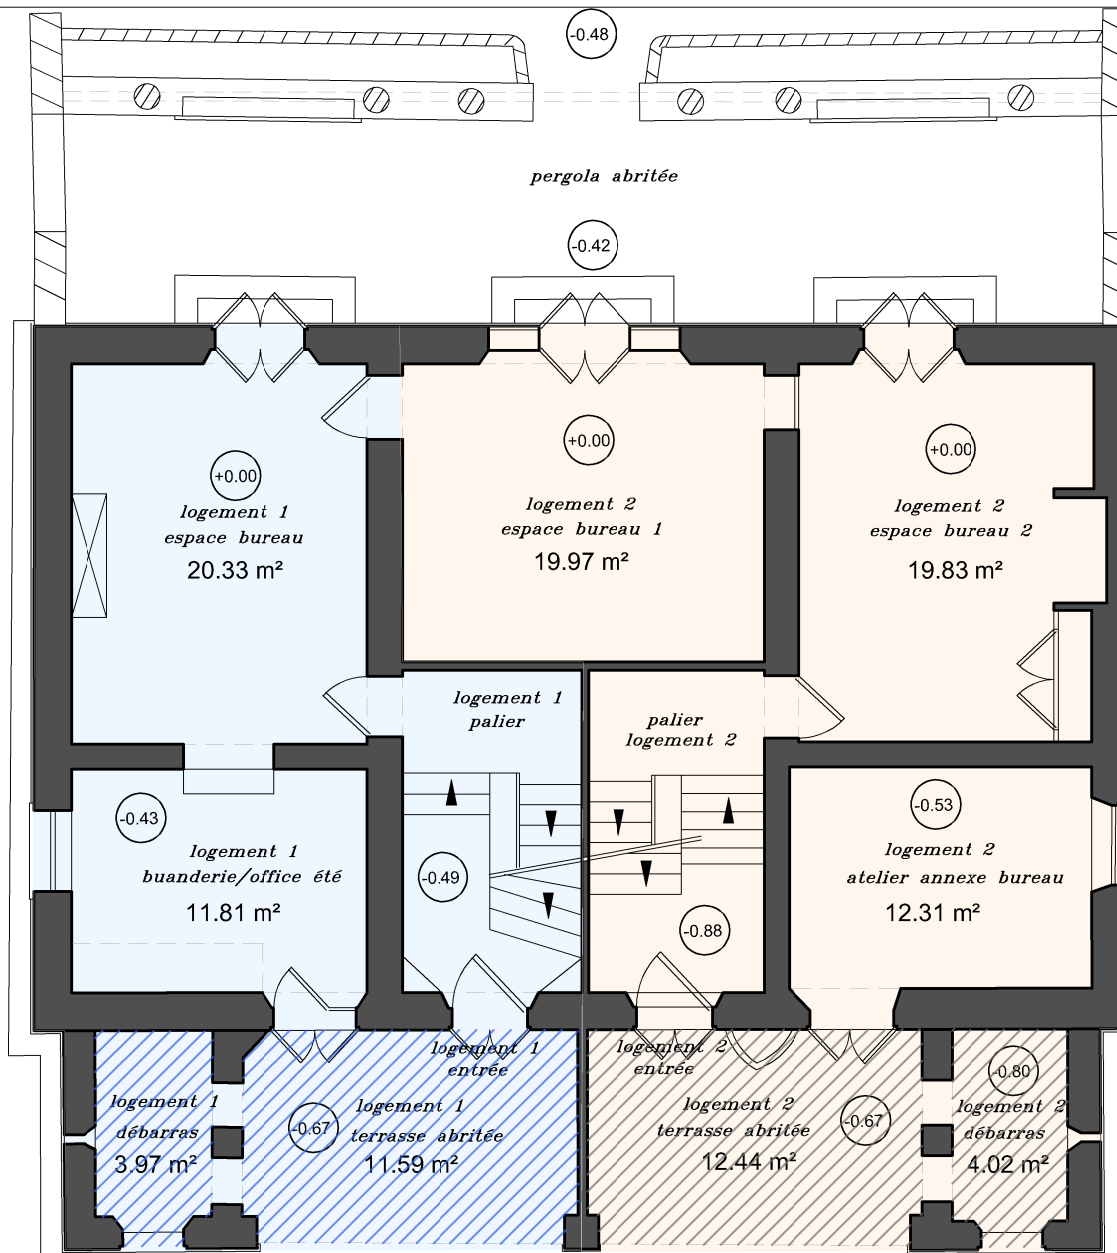 -0.48
pergola abritée
-0.42
+0.00
logement 1
espace bureau
20.33 m²
+0.00
logement 2
espace bureau 1
19.97 m²
+0.00
logement 2
espace bureau 2
19.83 m²
logement 1
palier
palier
logement 2
-0.43
logement 1
buanderie/office été
11.81 m²
-0.49
-0.88
-0.53
logement 2
atelier annexe bureau
12.31 m²
logement 1
entrée
logement 2
entrée
logement 1
débarras
3.97 m²
-0.67
logement 1
terrasse abritée
11.59 m²
logement 2
terrasse abritée
12.44 m²
-0.67
-0.80
logement 2
débarras
4.02 m²